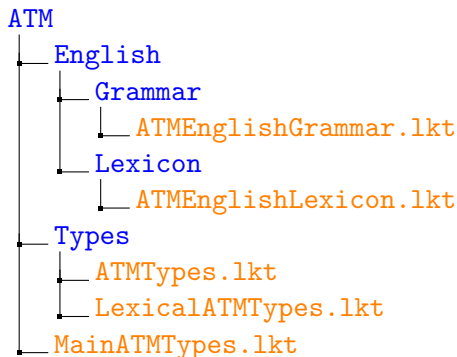 ATM
English
Grammar
ATMEnglishGrammar.lkt
Lexicon
ATMEnglishLexicon.lkt
Types
ATMTypes.lkt
LexicalATMTypes.lkt
MainATMTypes.lkt